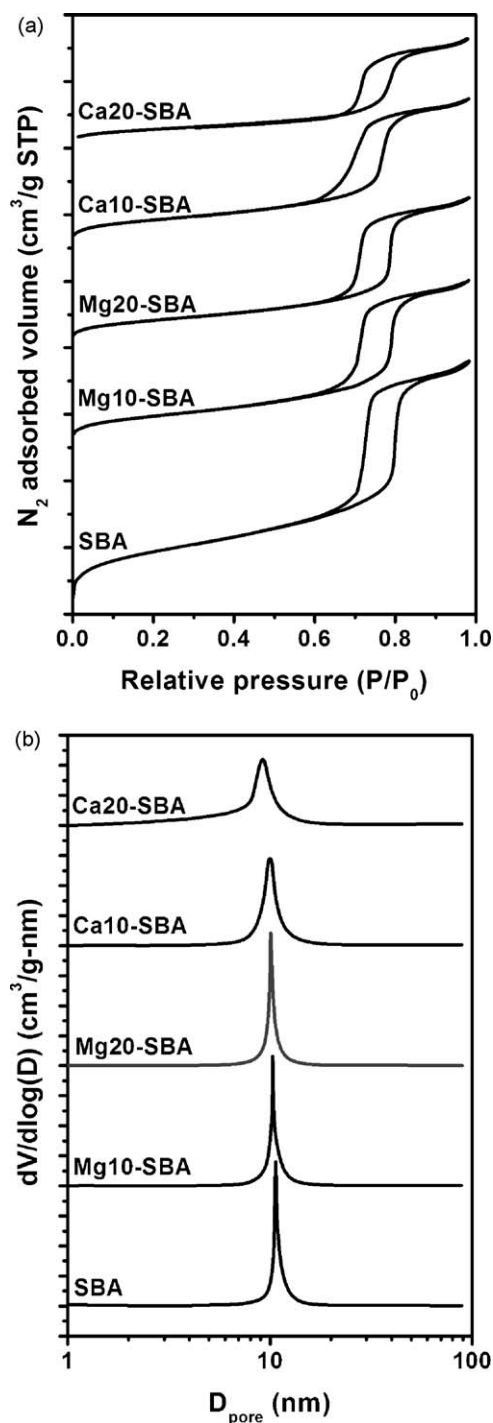 (a)
Ca20-SBA
Ca10-SBA
Mg20-SBA
Mg10-SBA
SBA
N₂ adsorbed volume (cm³/g STP)
0.0 0.2 0.4 0.6 0.8 1.0
Relative pressure (P/P₀)
(b)
Ca20-SBA
Ca10-SBA
Mg20-SBA
Mg10-SBA
SBA
dV/dlog(D) (cm³/g-nm)
1 10 100
D_pore (nm)